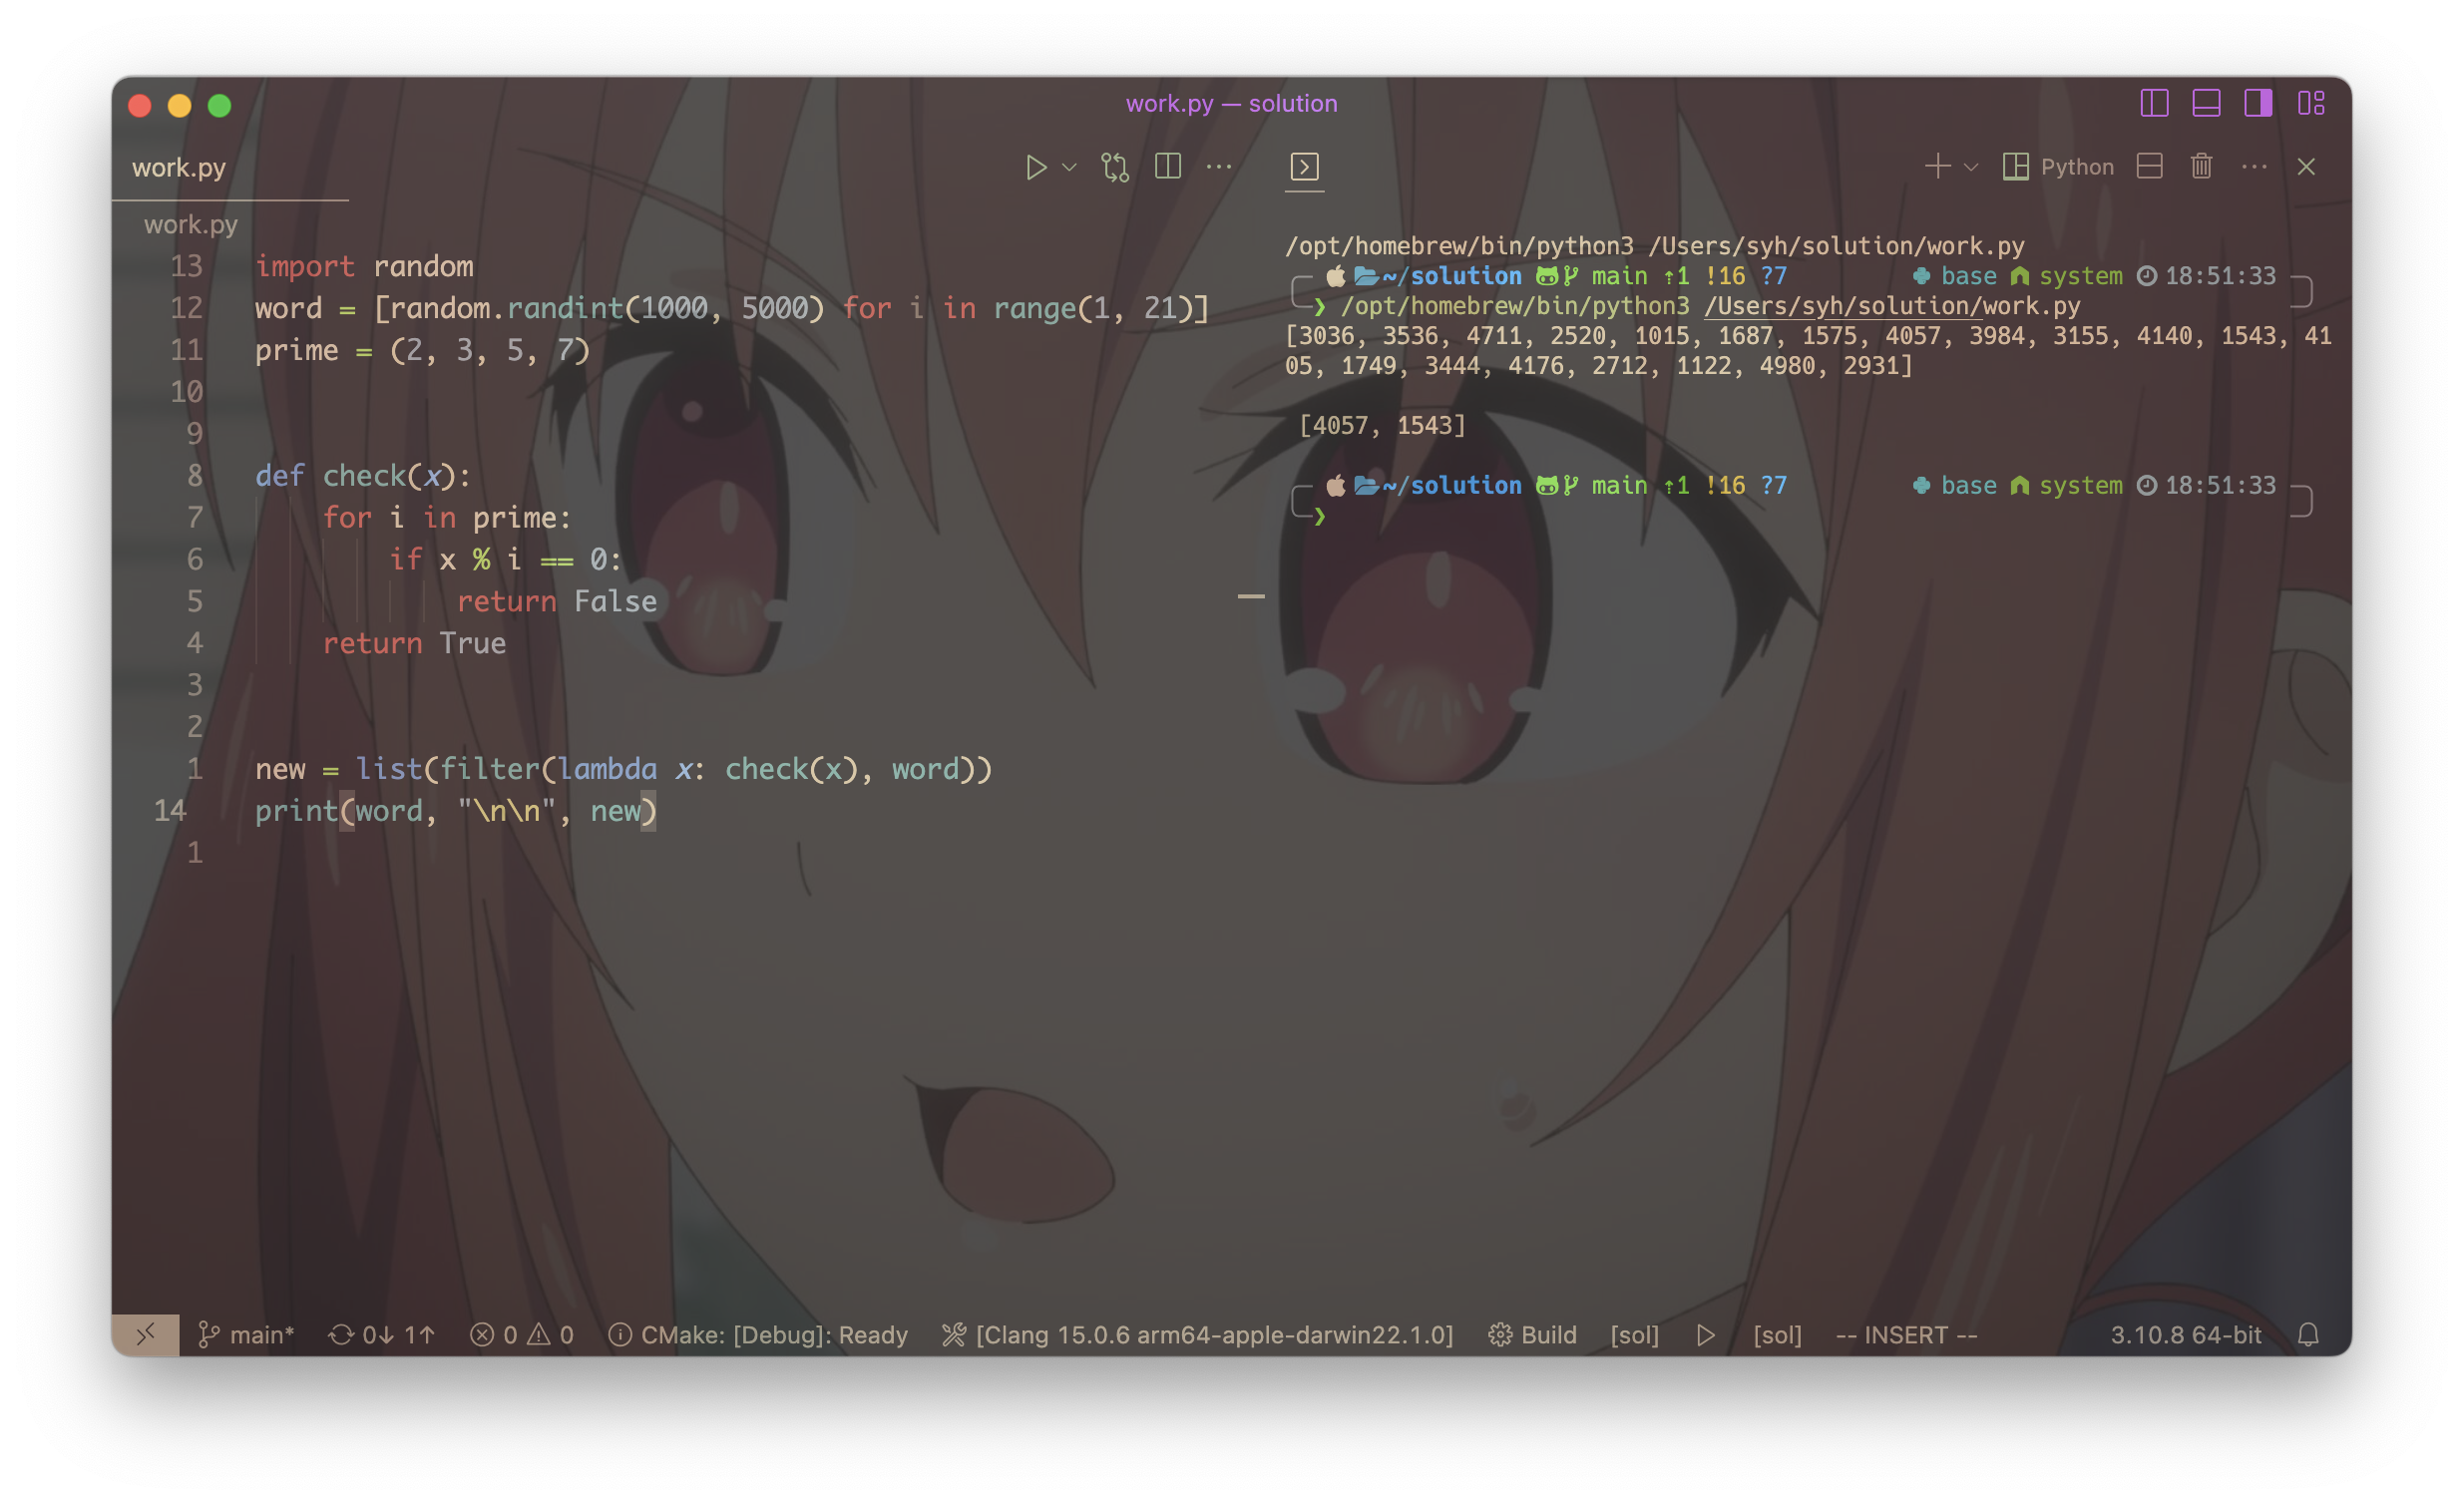 work.py — solution
work.py
Python
work.py
13 import random
12 word = [random.randint(1000, 5000) for i in range(1, 21)]
11 prime = (2, 3, 5, 7)
10
9
8 def check(x):
7 for i in prime:
6 if x % i == 0:
5 return False
4 return True
3
2
1 new = list(filter(lambda x: check(x), word))
14 print(word, "\n\n", new)
1
/opt/homebrew/bin/python3 /Users/syh/solution/work.py
~/solution main ⇡1 !16 ?7 base system 18:51:33
❯ /opt/homebrew/bin/python3 /Users/syh/solution/work.py
[3036, 3536, 4711, 2520, 1015, 1687, 1575, 4057, 3984, 3155, 4140, 1543, 41
05, 1749, 3444, 4176, 2712, 1122, 4980, 2931]
[4057, 1543]
~/solution main ⇡1 !16 ?7 base system 18:51:33
❯
main* 0↓ 1↑ 0 0 CMake: [Debug]: Ready [Clang 15.0.6 arm64-apple-darwin22.1.0] Build [sol] [sol] -- INSERT -- 3.10.8 64-bit